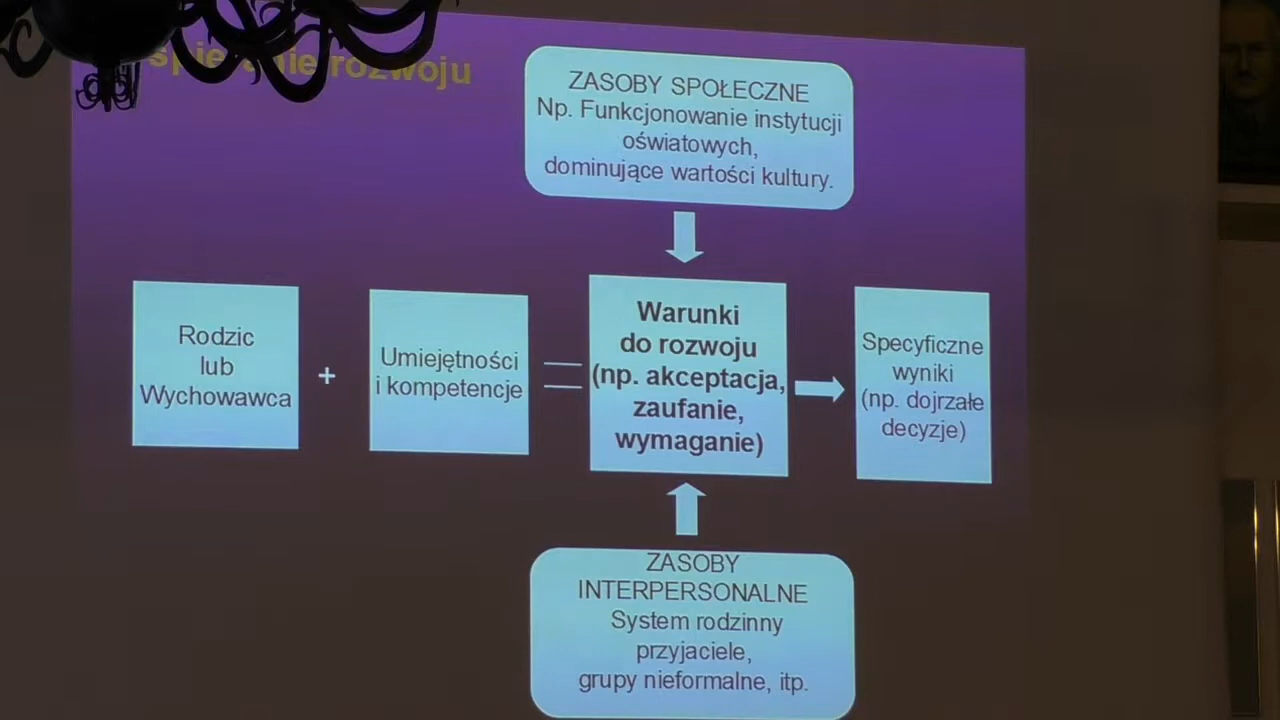 rozwoju
ZASOBY SPOŁECZNE
Np. Funkcjonowanie instytucji
oświatowych,
dominujące wartości kultury.
Rodzic
lub
Wychowawca
+
Umiejętności
i kompetencje
=
Warunki
do rozwoju
(np. akceptacja,
zaufanie,
wymaganie)
Specyficzne
wyniki
(np. dojrzałe
decyzje)
ZASOBY
INTERPERSONALNE
System rodzinny
przyjaciele,
grupy nieformalne, itp.